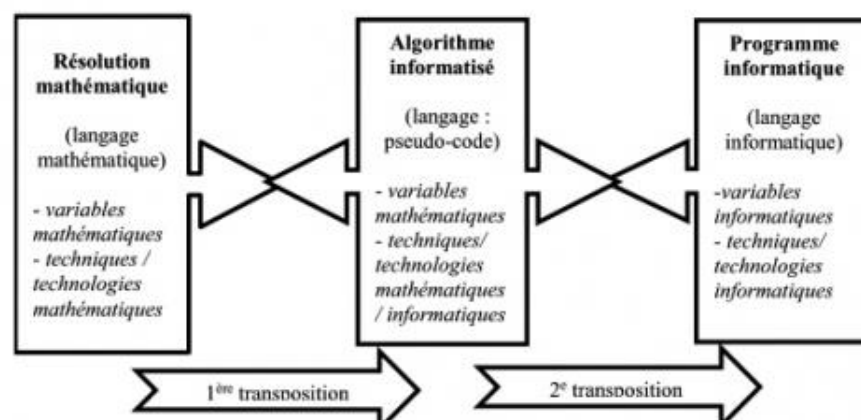 Résolution
mathématique
(langage
mathématique)
- variables
mathématiques
- techniques /
technologies
mathématiques
Algorithme
informatisé
(langage :
pseudo-code)
- variables
mathématiques
- techniques/
technologies
mathématiques
/ informatiques
Programme
informatique
(langage
informatique)
-variables
informatiques
- techniques/
technologies
informatiques
1ère transposition
2e transposition